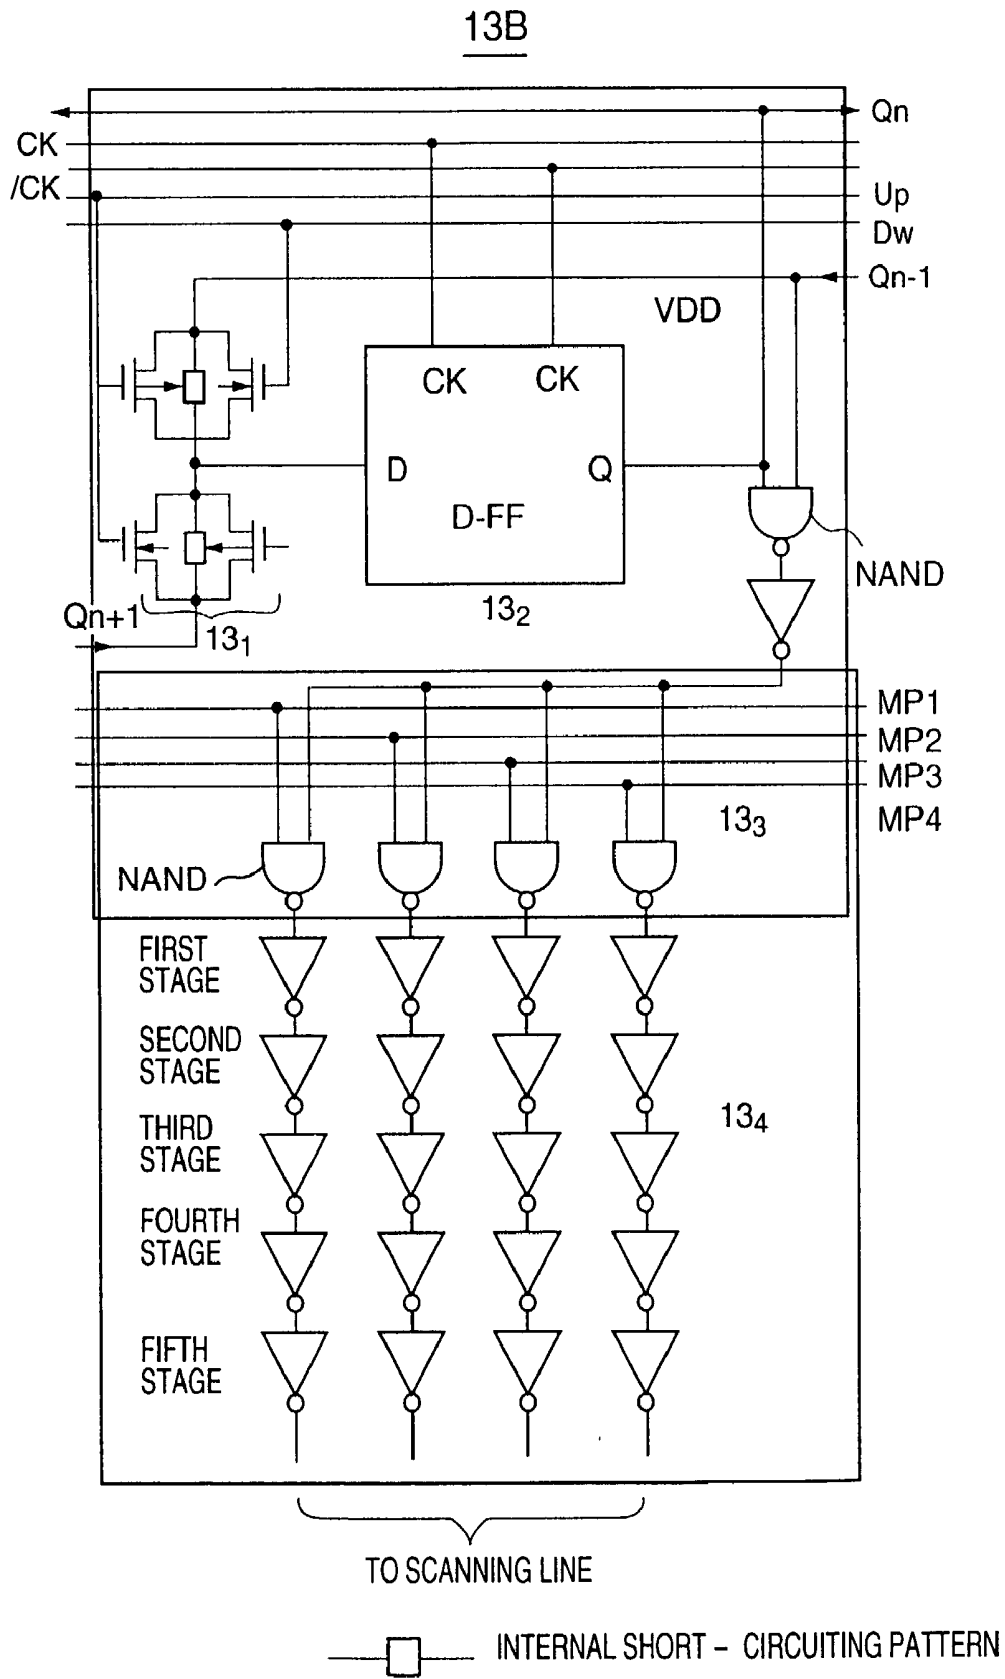 13B
Qn
CK
/CK
Up
Dw
Qn-1
VDD
CK CK
D Q
D-FF
NAND
Qn+1
13₁
13₂
MP1
MP2
MP3
MP4
13₃
NAND
FIRST
STAGE
SECOND
STAGE
THIRD
STAGE
13₄
FOURTH
STAGE
FIFTH
STAGE
TO SCANNING LINE
INTERNAL SHORT - CIRCUITING PATTERN